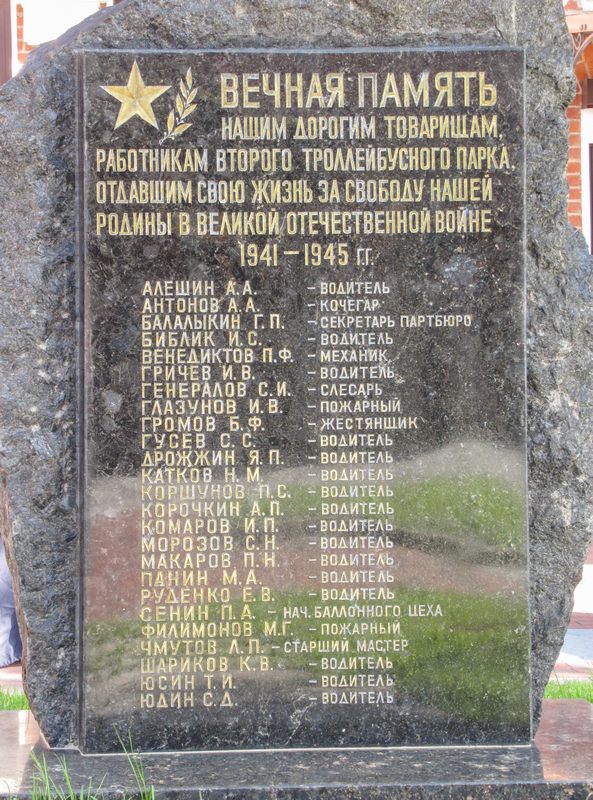 ВЕЧНАЯ ПАМЯТЬ
НАШИМ ДОРОГИМ ТОВАРИЩАМ,
РАБОТНИКАМ ВТОРОГО ТРОЛЛЕЙБУСНОГО ПАРКА,
ОТДАВШИМ СВОЮ ЖИЗНЬ ЗА СВОБОДУ НАШЕЙ
РОДИНЫ В ВЕЛИКОЙ ОТЕЧЕСТВЕННОЙ ВОЙНЕ
1941 – 1945 Г.Г.
АЛЕШИН А.А. – ВОДИТЕЛЬ
АНТОНОВ А.А. – КОЧЕГАР
БАЛАЛЫКИН Г.П. – СЕКРЕТАРЬ ПАРТБЮРО
БИБЛИК И.С. – ВОДИТЕЛЬ
ВЕНЕДИКТОВ П.Ф. – МЕХАНИК
ГРИЧЕВ И.В. – ВОДИТЕЛЬ
ГЕНЕРАЛОВ С.И. – СЛЕСАРЬ
ГЛАЗУНОВ И.В. – ПОЖАРНЫЙ
ГРОМОВ Б.Ф. – ЖЕСТЯНЩИК
ГУСЕВ С.С. – ВОДИТЕЛЬ
ДРОЖЖИН Я.П. – ВОДИТЕЛЬ
КАТКОВ Н.М. – ВОДИТЕЛЬ
КОРШУНОВ П.С. – ВОДИТЕЛЬ
КОРОЧКИН А.П. – ВОДИТЕЛЬ
КОМАРОВ И.П. – ВОДИТЕЛЬ
МОРОЗОВ С.Н. – ВОДИТЕЛЬ
МАКАРОВ П.Н. – ВОДИТЕЛЬ
ПАНИН М.А. – ВОДИТЕЛЬ
РУДЕНКО Е.В. – ВОДИТЕЛЬ
СЕНИН П.А. – НАЧ. БАЛЛОННОГО ЦЕХА
ФИЛИМОНОВ М.Г. – ПОЖАРНЫЙ
ЧМУТОВ Л.П. – СТАРШИЙ МАСТЕР
ШАРИКОВ К.В. – ВОДИТЕЛЬ
ЮСИН Т.И. – ВОДИТЕЛЬ
ЮДИН С.Д. – ВОДИТЕЛЬ